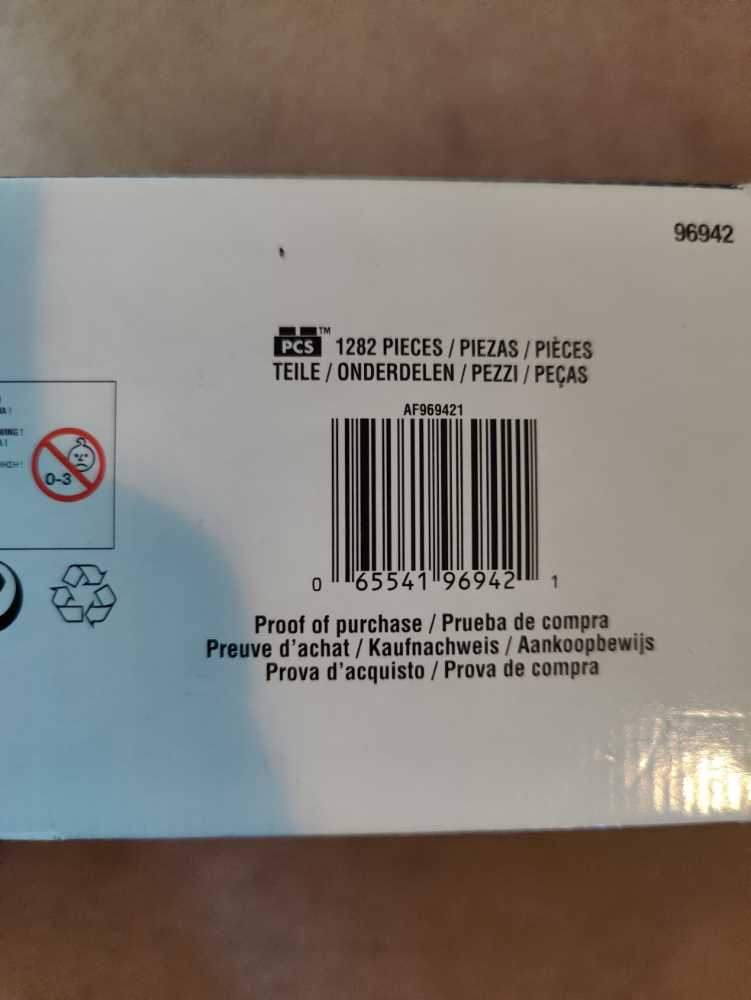 96942
PCS™ 1282 PIECES / PIEZAS / PIÈCES
TEILE / ONDERDELEN / PEZZI / PEÇAS
AF969421
0 65541 96942 1
0-3
Proof of purchase / Prueba de compra
Preuve d'achat / Kaufnachweis / Aankoopbewijs
Prova d'acquisto / Prova de compra